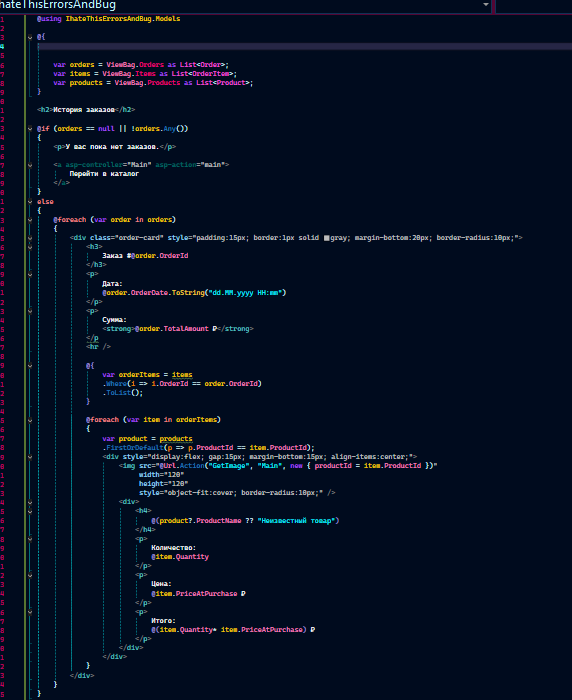 hateThisErrorsAndBug
@using IhateThisErrorsAndBug.Models
@{
var orders = ViewBag.Orders as List<Order>;
var items = ViewBag.Items as List<OrderItem>;
var products = ViewBag.Products as List<Product>;
}
<h2>История заказов</h2>
@if (orders == null || !orders.Any())
{
<p>У вас пока нет заказов.</p>
<a asp-controller="Main" asp-action="main">
Перейти в каталог
</a>
}
else
{
@foreach (var order in orders)
{
<div class="order-card" style="padding:15px; border:1px solid gray; margin-bottom:20px; border-radius:10px;">
<h3>
Заказ #@order.OrderId
</h3>
<p>
Дата:
@order.OrderDate.ToString("dd.MM.yyyy HH:mm")
</p>
<p>
Сумма:
<strong>@order.TotalAmount ₽</strong>
</p
<hr />
@{
var orderItems = items
.Where(i => i.OrderId == order.OrderId)
.ToList();
}
@foreach (var item in orderItems)
{
var product = products
.FirstOrDefault(p => p.ProductId == item.ProductId);
<div style="display:flex; gap:15px; margin-bottom:15px; align-items:center;">
<img src="@Url.Action("GetImage", "Main", new { productId = item.ProductId })"
width="120"
height="120"
style="object-fit:cover; border-radius:10px;" />
<div>
<h4>
@(product?.ProductName ?? "Неизвестный товар")
</h4>
<p>
Количество:
@item.Quantity
</p>
<p>
Цена:
@item.PriceAtPurchase ₽
</p>
<p>
Итого:
@(item.Quantity* item.PriceAtPurchase) ₽
</p>
</div>
</div>
}
</div>
}
}